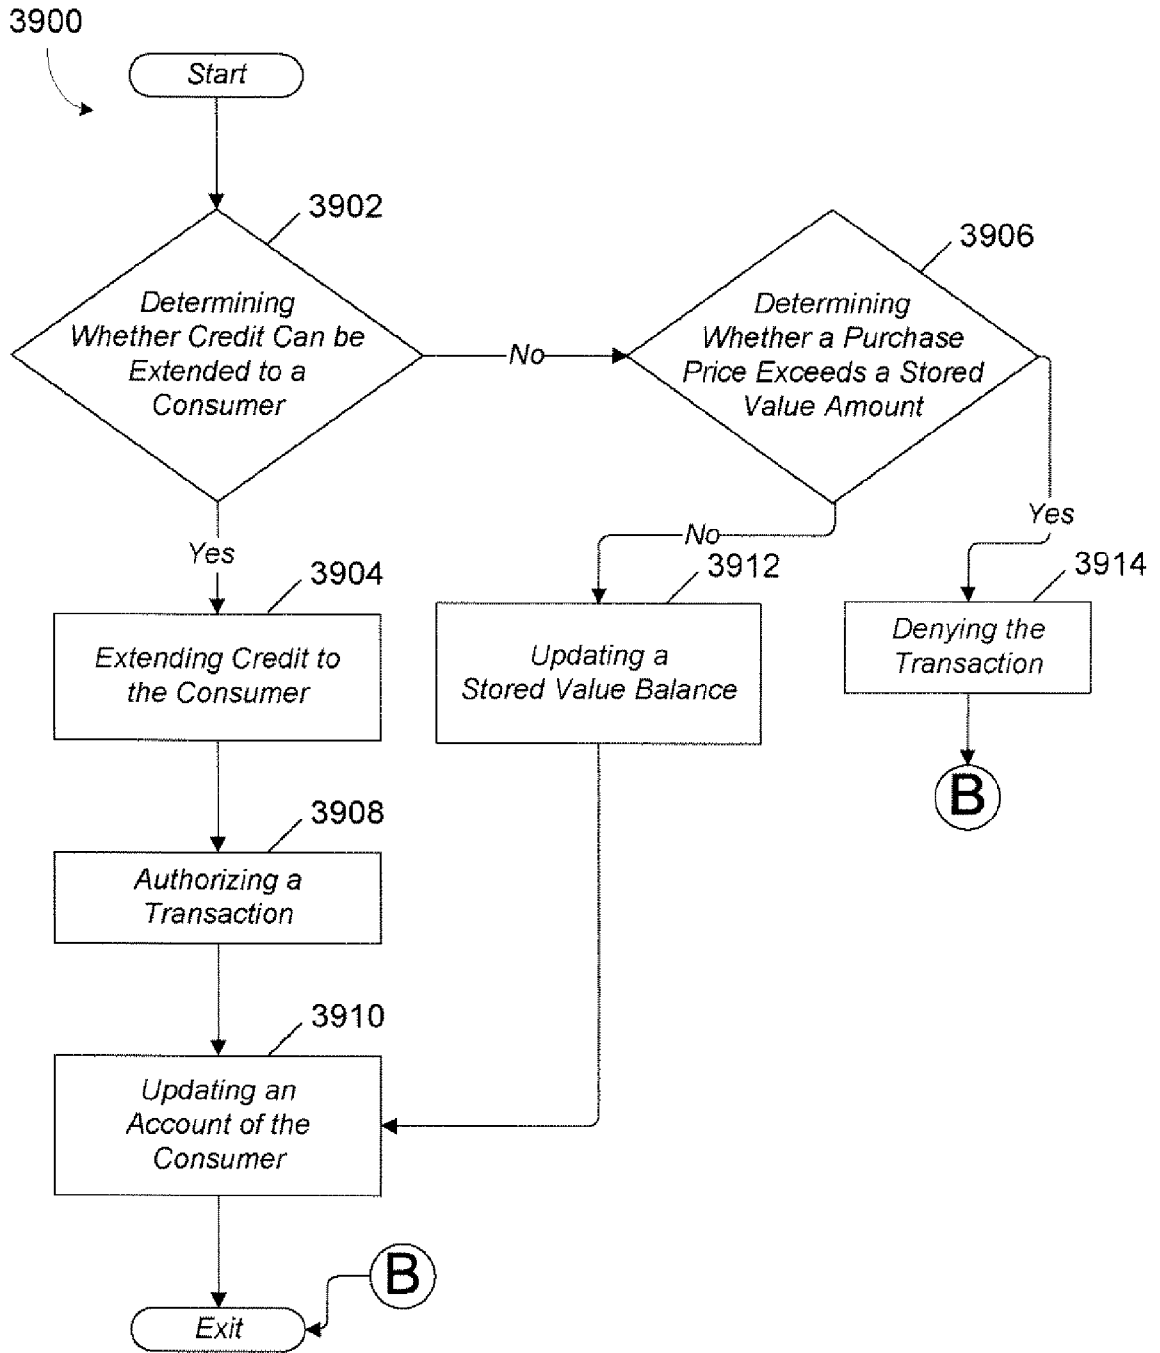 3900
Start
3902
Determining
Whether Credit Can be
Extended to a
Consumer
No
3906
Determining
Whether a Purchase
Price Exceeds a Stored
Value Amount
Yes
No
Yes
3904
Extending Credit to
the Consumer
3912
Updating a
Stored Value Balance
3914
Denying the
Transaction
B
3908
Authorizing a
Transaction
3910
Updating an
Account of the
Consumer
B
Exit